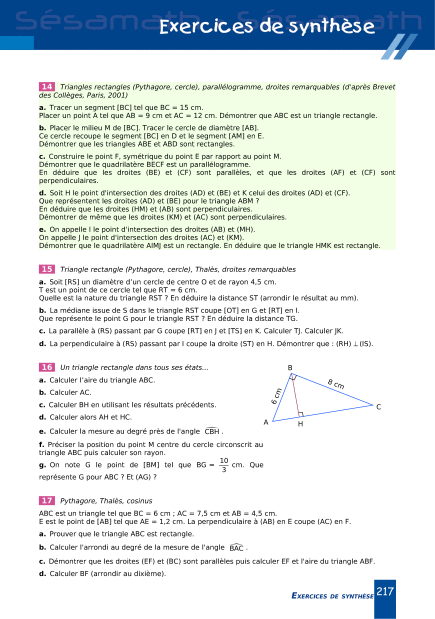 Sésamath
Sésamath
Exercices de synthèse
14 Triangles rectangles (Pythagore, cercle), parallélogramme, droites remarquables (d'après Brevet
des Collèges, Paris, 2001)
a. Tracer un segment [BC] tel que BC = 15 cm.
Placer un point A tel que AB = 9 cm et AC = 12 cm. Démontrer que ABC est un triangle rectangle.
b. Placer le milieu M de [BC]. Tracer le cercle de diamètre [AB].
Ce cercle recoupe le segment [BC] en D et le segment [AM] en E.
Démontrer que les triangles ABE et ABD sont rectangles.
c. Construire le point F, symétrique du point E par rapport au point M.
Démontrer que le quadrilatère BECF est un parallélogramme.
En déduire que les droites (BE) et (CF) sont parallèles, et que les droites (AF) et (CF) sont
perpendiculaires.
d. Soit H le point d'intersection des droites (AD) et (BE) et K celui des droites (AD) et (CF).
Que représentent les droites (AD) et (BE) pour le triangle ABM ?
En déduire que les droites (HM) et (AB) sont perpendiculaires.
Démontrer de même que les droites (KM) et (AC) sont perpendiculaires.
e. On appelle I le point d'intersection des droites (AB) et (MH).
On appelle J le point d'intersection des droites (AC) et (KM).
Démontrer que le quadrilatère AIMJ est un rectangle. En déduire que le triangle HMK est rectangle.
15 Triangle rectangle (Pythagore, cercle), Thalès, droites remarquables
a. Soit [RS] un diamètre d'un cercle de centre O et de rayon 4,5 cm.
T est un point de ce cercle tel que RT = 6 cm.
Quelle est la nature du triangle RST ? En déduire la distance ST (arrondir le résultat au mm).
b. La médiane issue de S dans le triangle RST coupe [OT] en G et [RT] en I.
Que représente le point G pour le triangle RST ? En déduire la distance TG.
c. La parallèle à (RS) passant par G coupe [RT] en J et [TS] en K. Calculer TJ. Calculer JK.
d. La perpendiculaire à (RS) passant par I coupe la droite (ST) en H. Démontrer que : (RH) ⊥ (IS).
16 Un triangle rectangle dans tous ses états...
a. Calculer l'aire du triangle ABC.
b. Calculer AC.
c. Calculer BH en utilisant les résultats précédents.
d. Calculer alors AH et HC.
e. Calculer la mesure au degré près de l'angle CBH .
f. Préciser la position du point M centre du cercle circonscrit au
triangle ABC puis calculer son rayon.
g. On note G le point de [BM] tel que BG = 10/3 cm. Que
représente G pour ABC ? Et (AG) ?
B
8 cm
6 cm
C
A
H
17 Pythagore, Thalès, cosinus
ABC est un triangle tel que BC = 6 cm ; AC = 7,5 cm et AB = 4,5 cm.
E est le point de [AB] tel que AE = 1,2 cm. La perpendiculaire à (AB) en E coupe (AC) en F.
a. Prouver que le triangle ABC est rectangle.
b. Calculer l'arrondi au degré de la mesure de l'angle BAC .
c. Démontrer que les droites (EF) et (BC) sont parallèles puis calculer EF et l'aire du triangle ABF.
d. Calculer BF (arrondir au dixième).
EXERCICES DE SYNTHÈSE 217